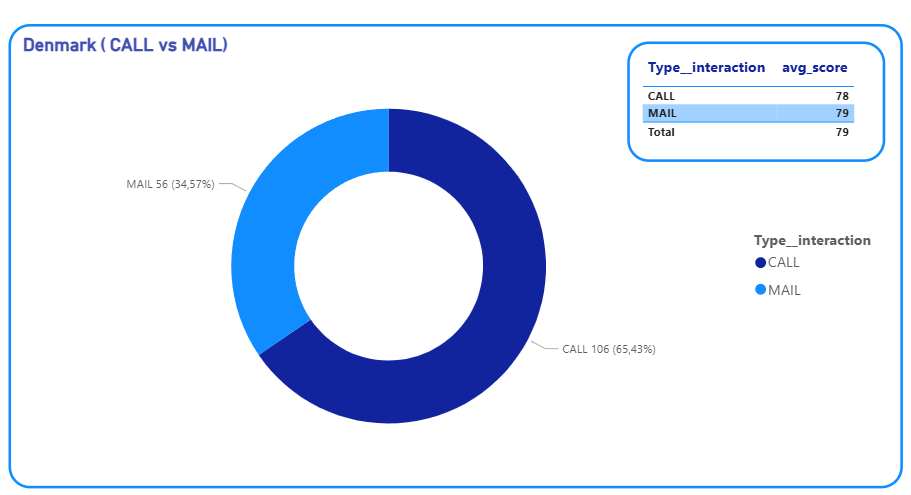 Denmark ( CALL vs MAIL)
Type__interaction avg_score
CALL 78
MAIL 79
Total 79
MAIL 56 (34,57%)
CALL 106 (65,43%)
Type__interaction
CALL
MAIL